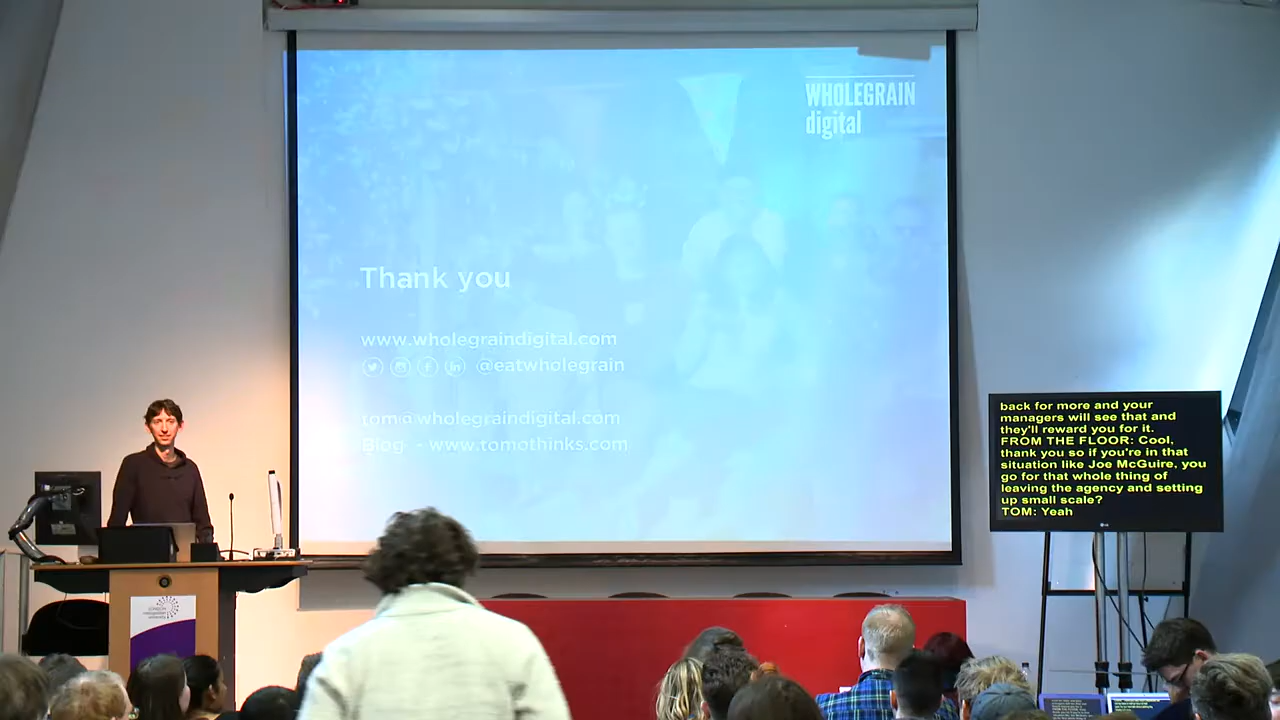 WHOLEGRAIN
digital
Thank you
www.wholegraindigital.com
@eatwholegrain
tom@wholegraindigital.com
Blog - www.tomothinks.com
back for more and your
managers will see that and
they'll reward you for it.
FROM THE FLOOR: Cool,
thank you so if you're in that
situation like Joe McGuire, you
go for that whole thing of
leaving the agency and setting
up small scale?
TOM: Yeah
LG